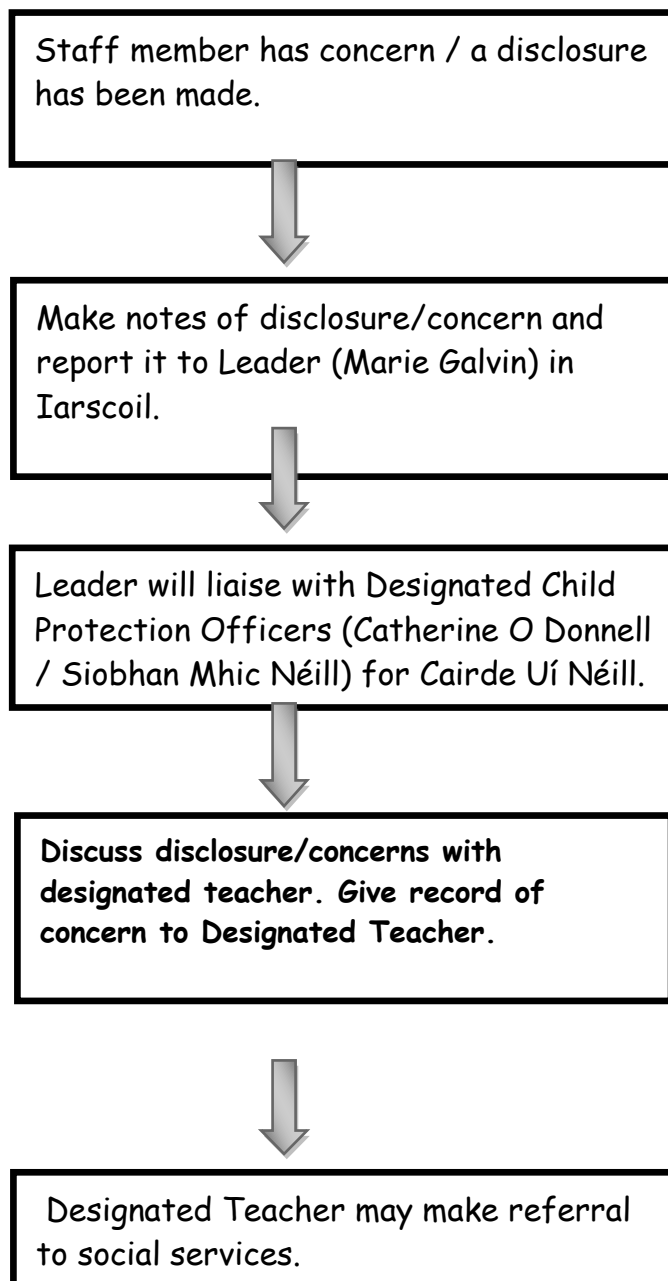 Staff member has concern / a disclosure
has been made.
Make notes of disclosure/concern and
report it to Leader (Marie Galvin) in
Iarscoil.
Leader will liaise with Designated Child
Protection Officers (Catherine O Donnell
/ Siobhan Mhic Néill) for Cairde Uí Néill.
Discuss disclosure/concerns with
designated teacher. Give record of
concern to Designated Teacher.
Designated Teacher may make referral
to social services.